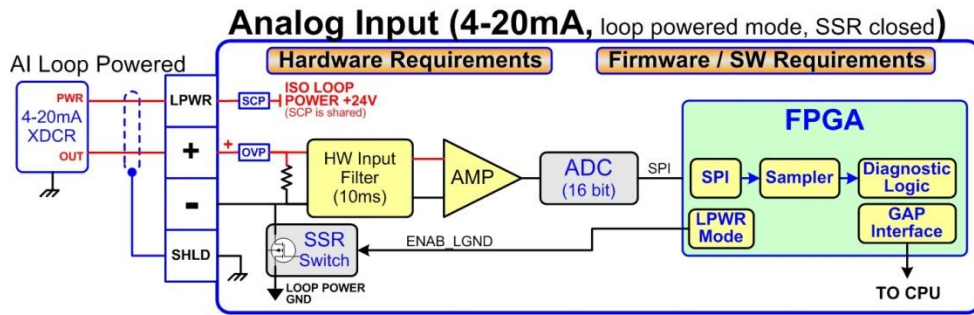 Analog Input (4-20mA, loop powered mode, SSR closed)
Hardware Requirements
Firmware / SW Requirements
AI Loop Powered
PWR
4-20mA
XDCR
OUT
LPWR
+
-
SHLD
SCP
ISO LOOP
POWER +24V
(SCP is shared)
+
OVP
HW Input
Filter
(10ms)
AMP
ADC
(16 bit)
SPI
SSR
Switch
ENAB_LGND
LOOP POWER
GND
FPGA
SPI
Sampler
Diagnostic
Logic
LPWR
Mode
GAP
Interface
TO CPU